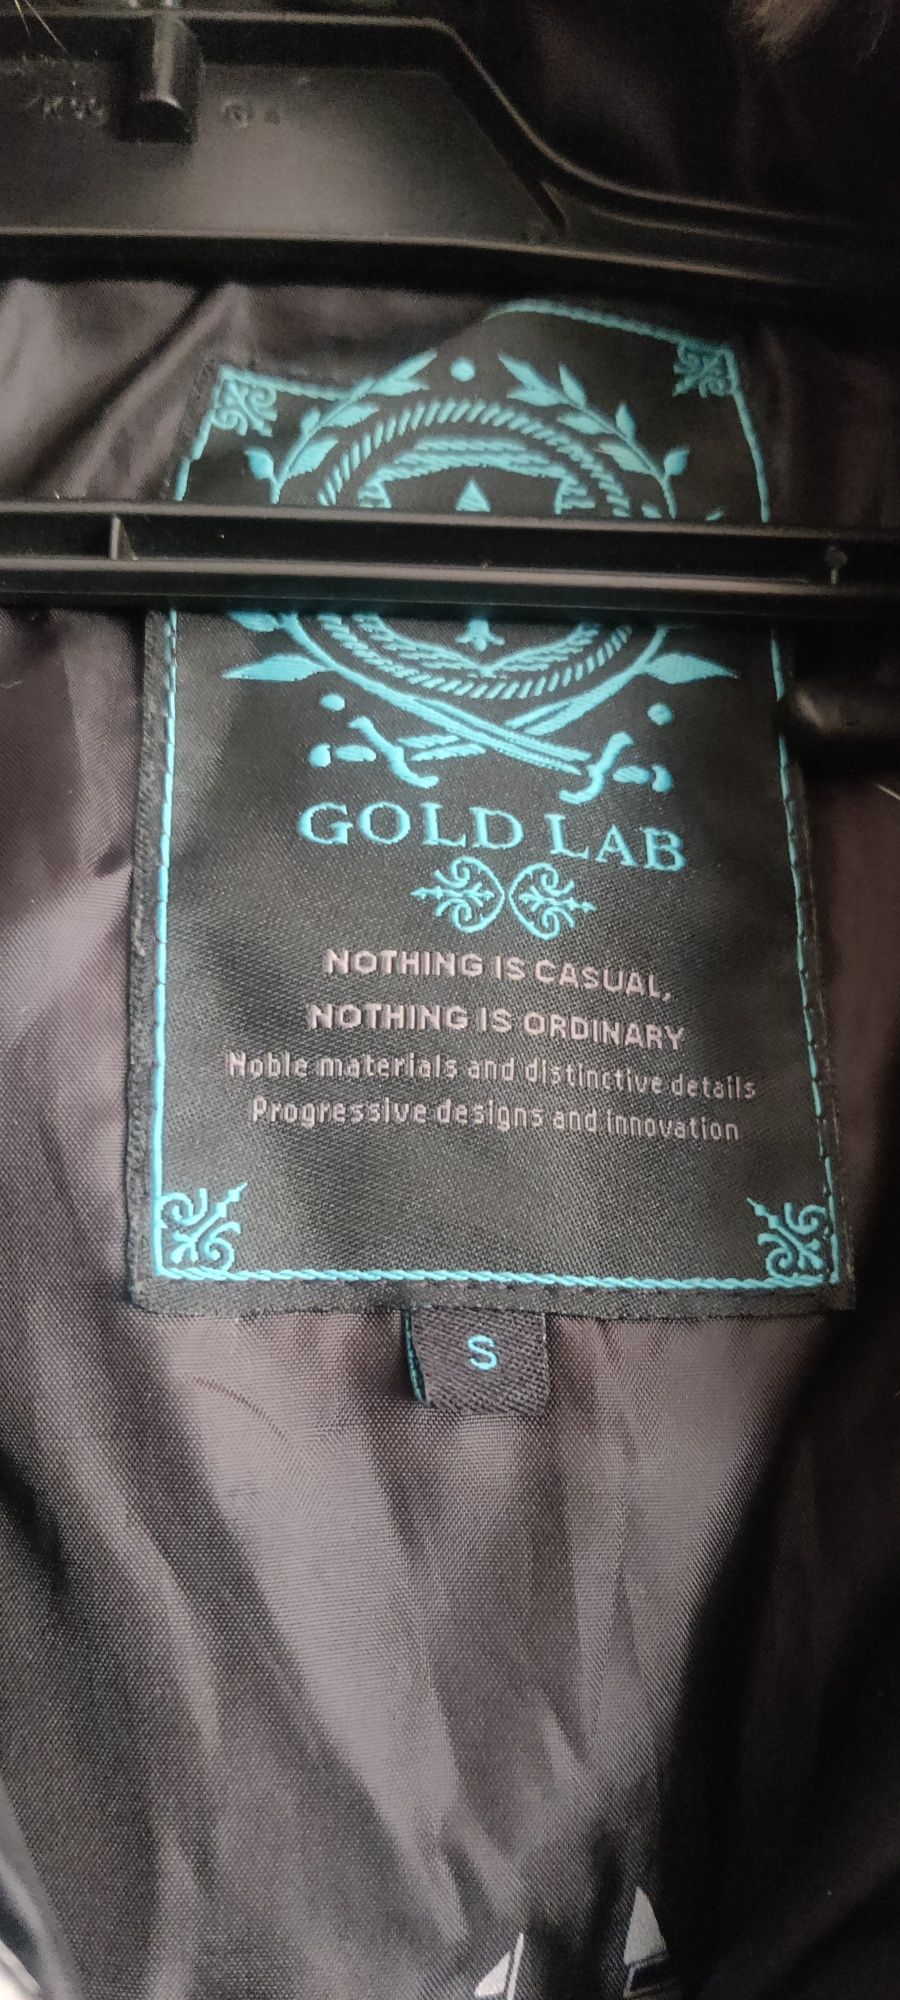 GOLD LAB
NOTHING IS CASUAL,
NOTHING IS ORDINARY
Noble materials and distinctive details
Progressive designs and innovation
S